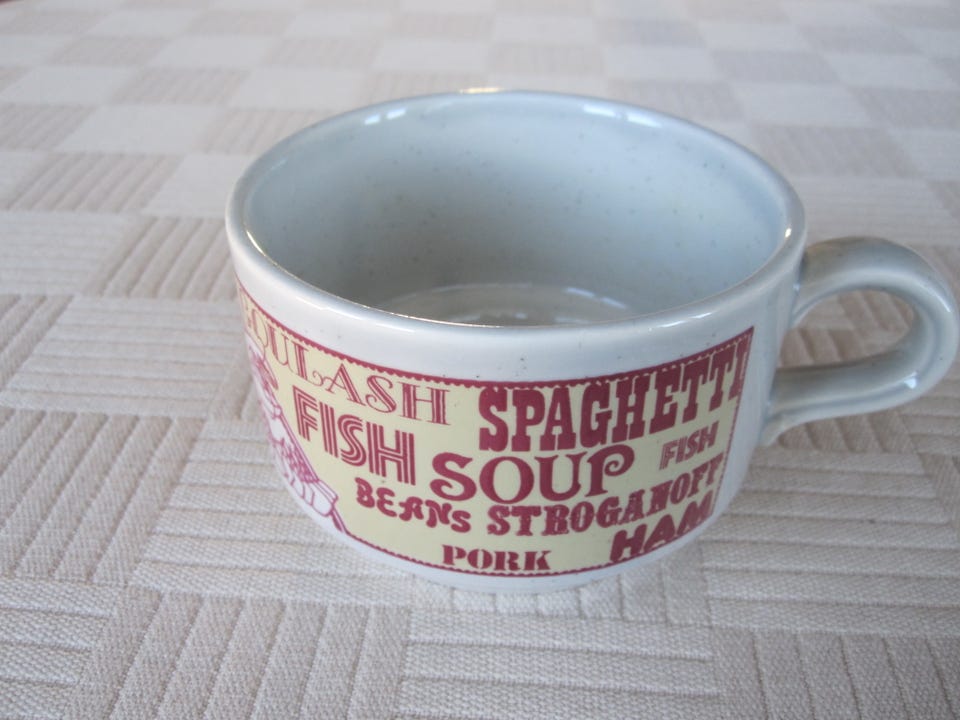 GOULASH
SPAGHETTI
FISH
SOUP
FISH
BEANS STROGANOFF
PORK
HAM